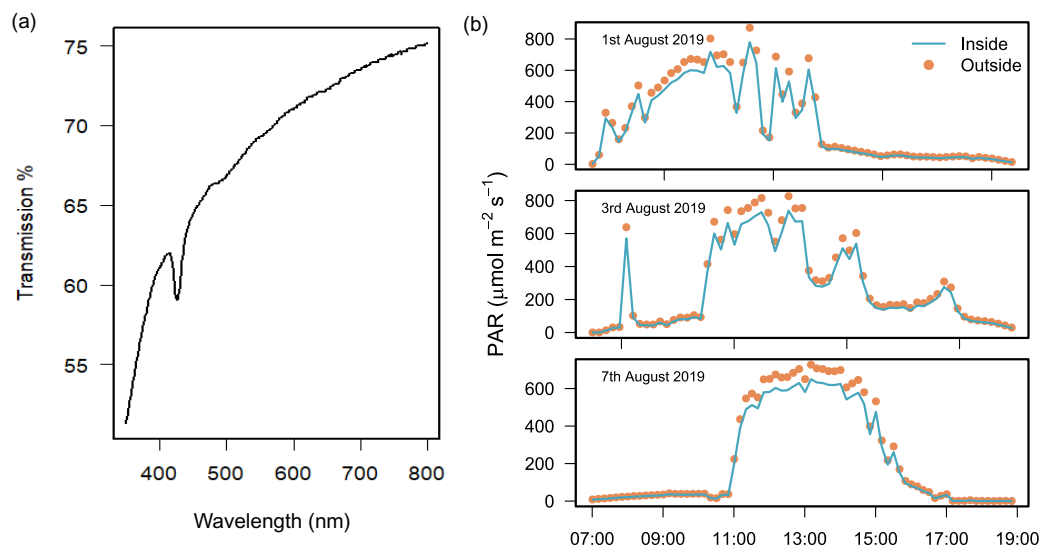 (a)
75
70
65
60
55
Transmission %
400 500 600 700 800
Wavelength (nm)
(b)
PAR (μmol m⁻² s⁻¹)
1st August 2019
Inside
Outside
800
600
400
200
0
3rd August 2019
800
600
400
200
0
7th August 2019
600
400
200
0
07:00 09:00 11:00 13:00 15:00 17:00 19:00